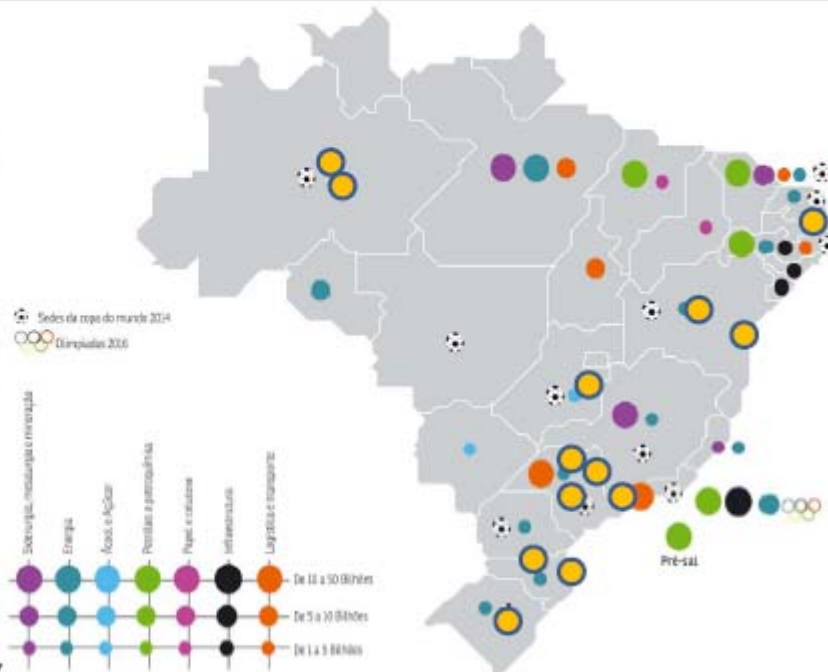 Sedes da copa do mundo 2014
Olimpíadas 2016
Siderurgia, metalurgia e mineração
Energia
Álcool e Açúcar
Petróleo e petroquímica
Papel e celulose
Infraestrutura
Logística e transporte
De 10 a 50 Bilhões
De 5 a 10 Bilhões
De 1 a 5 Bilhões
Pré-sal